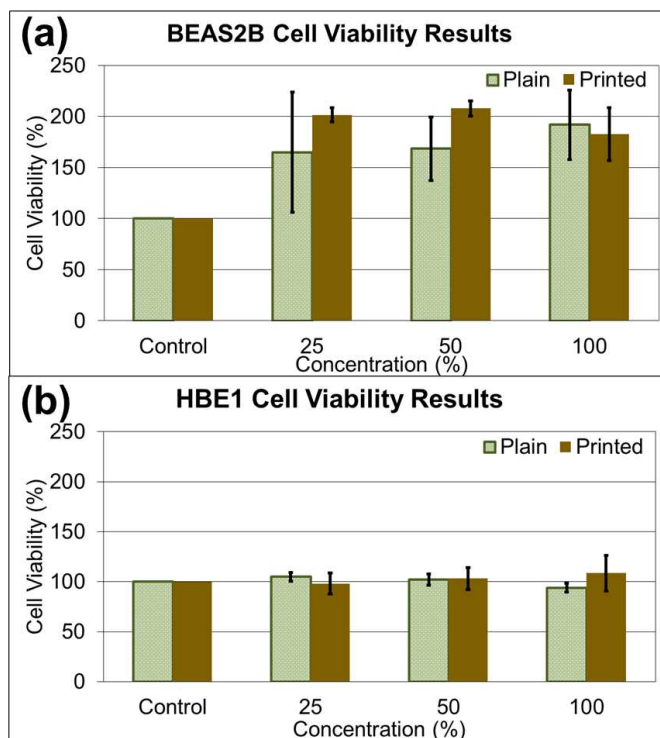 (a)
BEAS2B Cell Viability Results
Plain Printed
Cell Viability (%)
250
200
150
100
50
0
Control 25 50 100
Concentration (%)
(b)
HBE1 Cell Viability Results
Plain Printed
Cell Viability (%)
250
200
150
100
50
0
Control 25 50 100
Concentration (%)